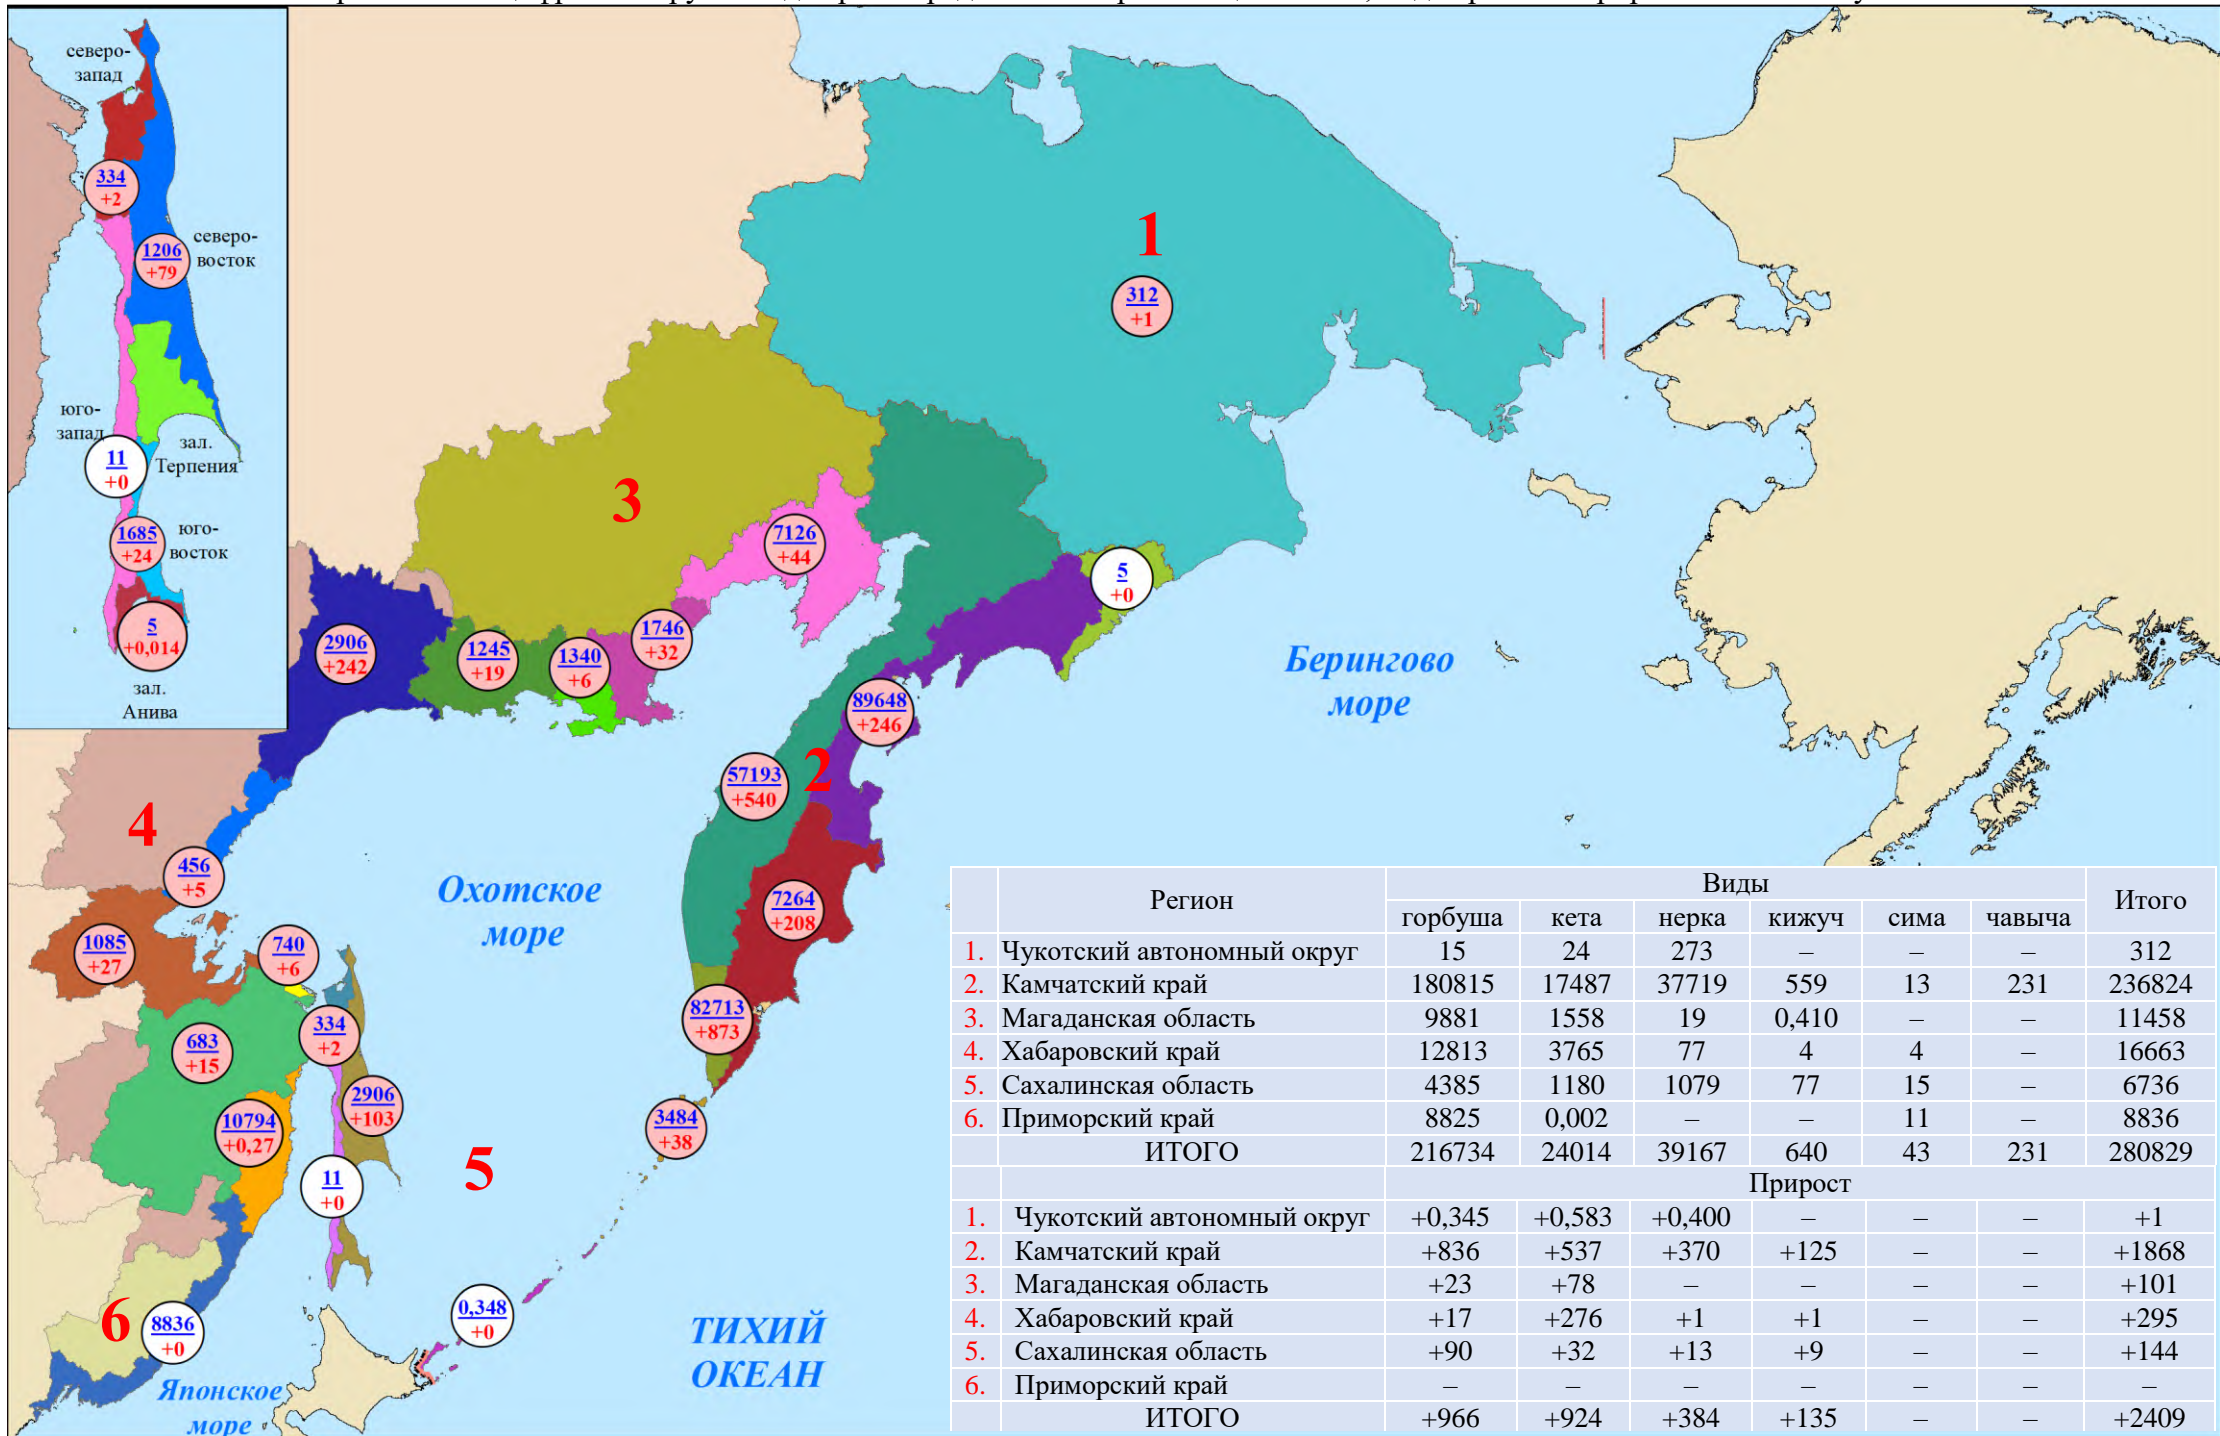 северо-
запад
334
+2
северо-
восток
1206
+79
юго-
запад
11
+0
зал.
Терпения
1685
+24
юго-
восток
5
+0,014
зал.
Анива
1
312
+1
3
7126
+44
5
+0
2906
+242
1245
+19
1340
+6
1746
+32
Берингово
море
89648
+246
2
57193
+540
4
456
+5
Охотское
море
7264
+208
1085
+27
740
+6
82713
+873
334
+2
683
+15
2906
+103
10794
+0,27
3484
+38
5
11
+0
6
8836
+0
0,348
+0
ТИХИЙ
ОКЕАН
Японское
море
Регион Виды Итого
горбуша кета нерка кижуч сима чавыча
1. Чукотский автономный округ 15 24 273 – – – 312
2. Камчатский край 180815 17487 37719 559 13 231 236824
3. Магаданская область 9881 1558 19 0,410 – – 11458
4. Хабаровский край 12813 3765 77 4 4 – 16663
5. Сахалинская область 4385 1180 1079 77 15 – 6736
6. Приморский край 8825 0,002 – – 11 – 8836
ИТОГО 216734 24014 39167 640 43 231 280829
Прирост
1. Чукотский автономный округ +0,345 +0,583 +0,400 – – – +1
2. Камчатский край +836 +537 +370 +125 – – +1868
3. Магаданская область +23 +78 – – – – +101
4. Хабаровский край +17 +276 +1 +1 – – +295
5. Сахалинская область +90 +32 +13 +9 – – +144
6. Приморский край – – – – – – –
ИТОГО +966 +924 +384 +135 – – +2409